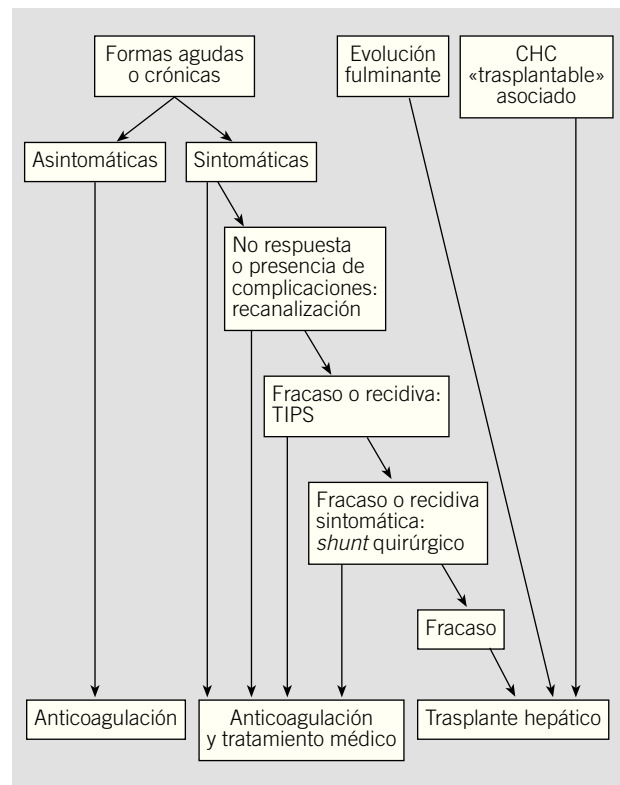 Formas agudas
o crónicas
Evolución
fulminante
CHC
«trasplantable»
asociado
Asintomáticas
Sintomáticas
No respuesta
o presencia de
complicaciones:
recanalización
Fracaso o recidiva:
TIPS
Fracaso o recidiva
sintomática:
shunt quirúrgico
Fracaso
Anticoagulación
Anticoagulación
y tratamiento médico
Trasplante hepático